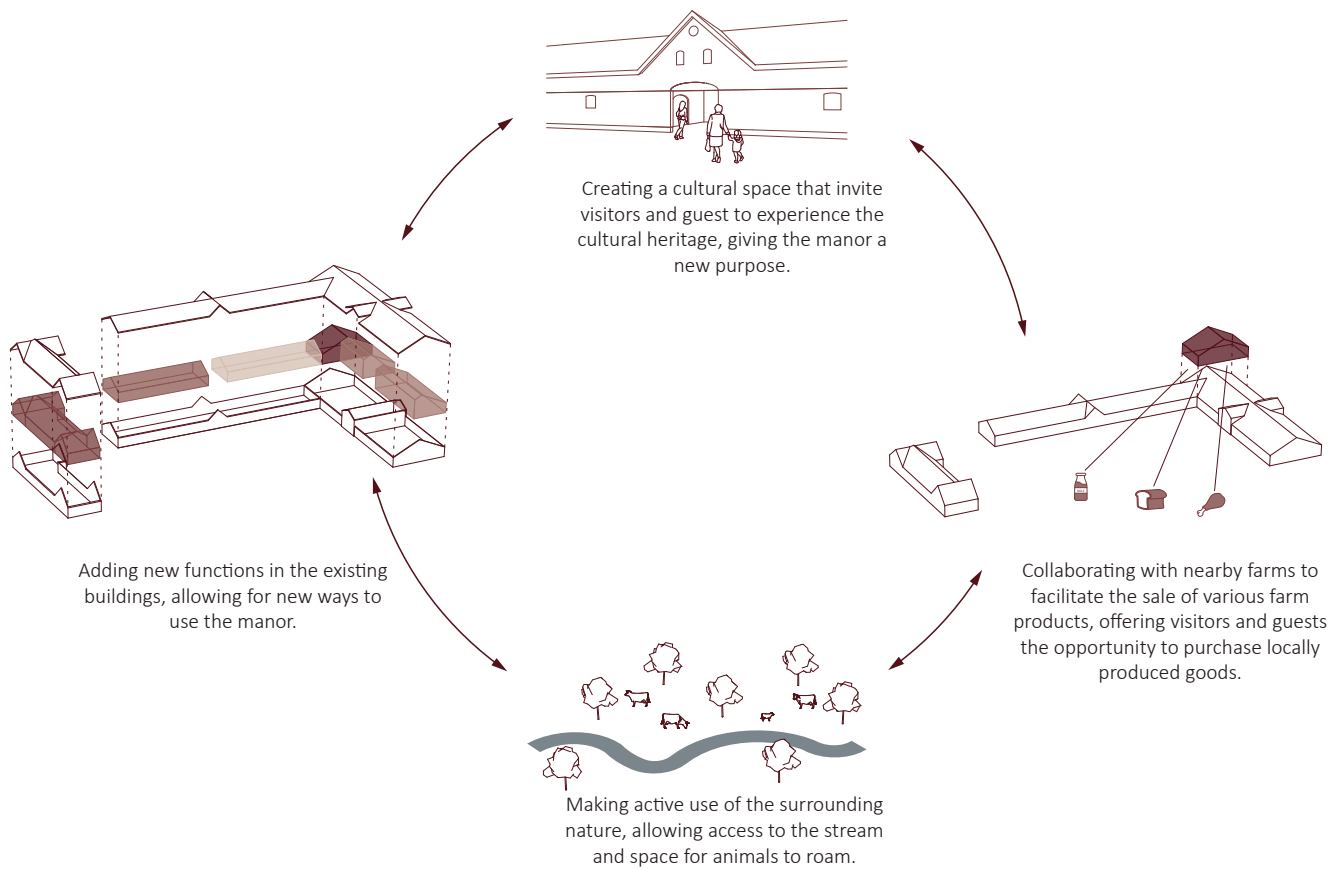 Creating a cultural space that invite
visitors and guest to experience the
cultural heritage, giving the manor a
new purpose.
Adding new functions in the existing
buildings, allowing for new ways to
use the manor.
Collaborating with nearby farms to
facilitate the sale of various farm
products, offering visitors and guests
the opportunity to purchase locally
produced goods.
Making active use of the surrounding
nature, allowing access to the stream
and space for animals to roam.